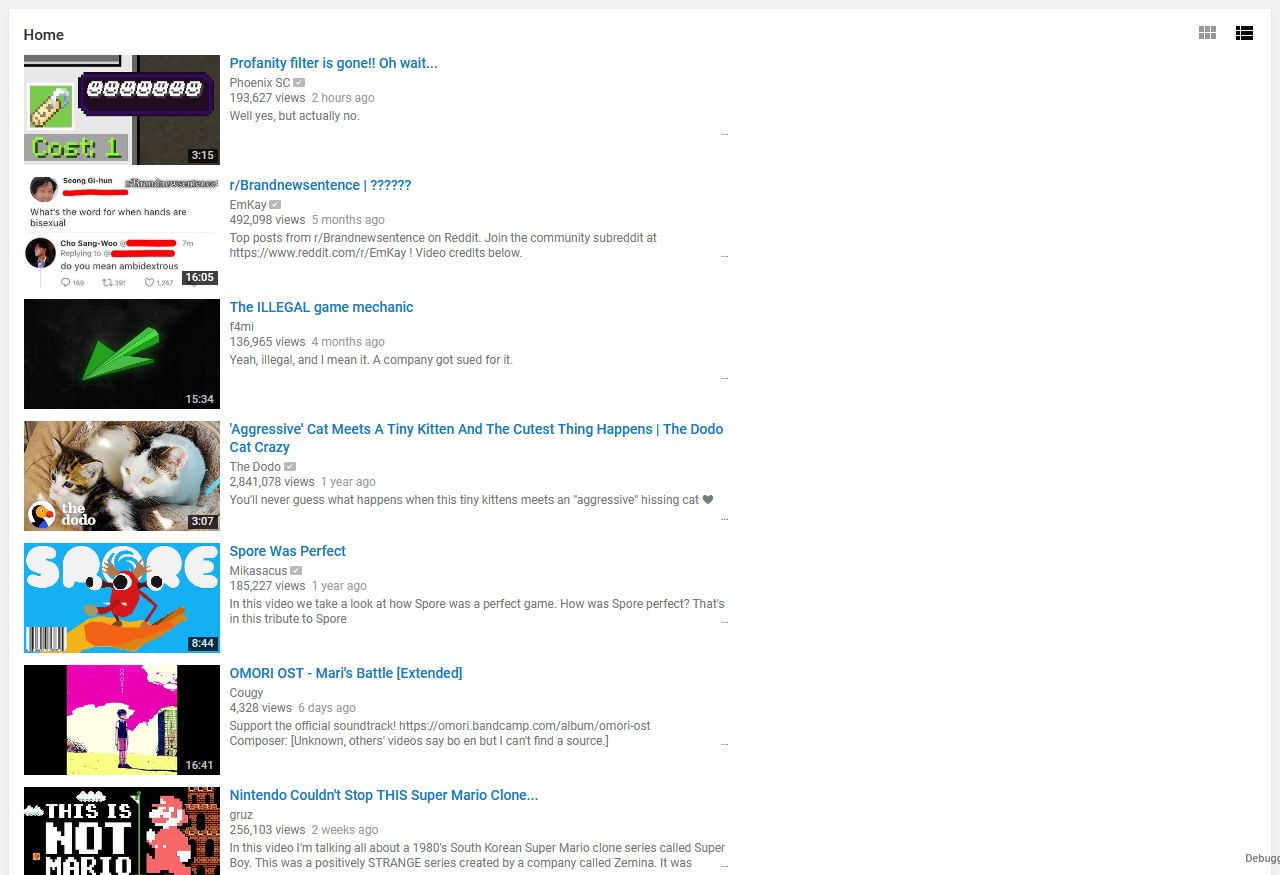 Home
@@@@@@@
Cost: 1
3:15
Profanity filter is gone!! Oh wait...
Phoenix SC
193,627 views 2 hours ago
Well yes, but actually no.
...
Seong Gi-hun
r/Brandnewsentence
What's the word for when hands are
bisexual
Cho Sang-Woo @ · 7m
Replying to @
do you mean ambidextrous
169 391 1,247
16:05
r/Brandnewsentence | ??????
EmKay
492,098 views 5 months ago
Top posts from r/Brandnewsentence on Reddit. Join the community subreddit at
https://www.reddit.com/r/EmKay ! Video credits below.
...
15:34
The ILLEGAL game mechanic
f4mi
136,965 views 4 months ago
Yeah, illegal, and I mean it. A company got sued for it.
...
the
dodo
3:07
'Aggressive' Cat Meets A Tiny Kitten And The Cutest Thing Happens | The Dodo
Cat Crazy
The Dodo
2,841,078 views 1 year ago
You'll never guess what happens when this tiny kittens meets an "aggressive" hissing cat ♥
...
SPORE
8:44
Spore Was Perfect
Mikasacus
185,227 views 1 year ago
In this video we take a look at how Spore was a perfect game. How was Spore perfect? That's
in this tribute to Spore
...
OMORI
16:41
OMORI OST - Mari's Battle [Extended]
Cougy
4,328 views 6 days ago
Support the official soundtrack! https://omori.bandcamp.com/album/omori-ost
Composer: [Unknown, others' videos say bo en but I can't find a source.]
...
THIS IS
NOT
MARIO
Nintendo Couldn't Stop THIS Super Mario Clone...
gruz
256,103 views 2 weeks ago
In this video I'm talking all about a 1980's South Korean Super Mario clone series called Super
Boy. This was a positively STRANGE series created by a company called Zemina. It was
...
Debugg